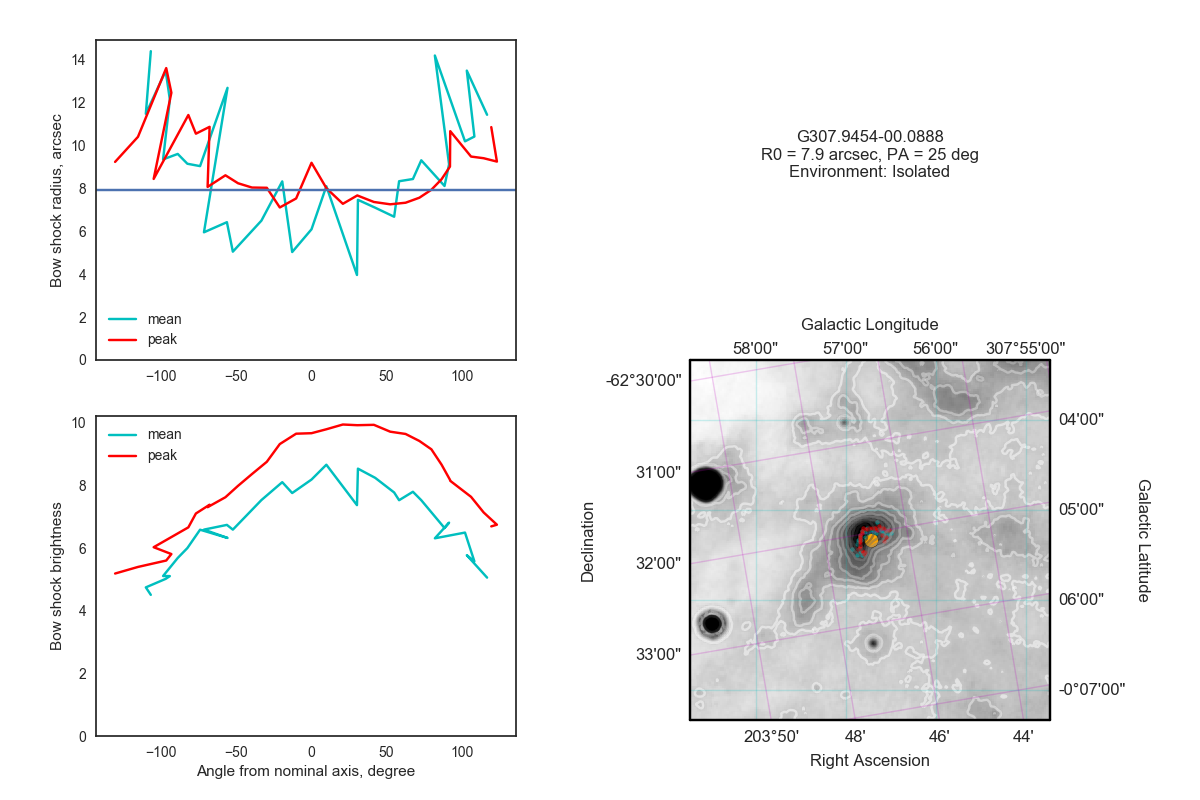 14
12
10
8
6
4
2
0
Bow shock radius, arcsec
mean
peak
−100
−50
0
50
100
10
8
6
4
2
0
Bow shock brightness
mean
peak
−100
−50
0
50
100
Angle from nominal axis, degree
G307.9454-00.0888
R0 = 7.9 arcsec, PA = 25 deg
Environment: Isolated
Galactic Longitude
58'00"
57'00"
56'00"
307°55'00"
-62°30'00"
31'00"
32'00"
33'00"
Declination
04'00"
05'00"
06'00"
-0°07'00"
Galactic Latitude
203°50'
48'
46'
44'
Right Ascension